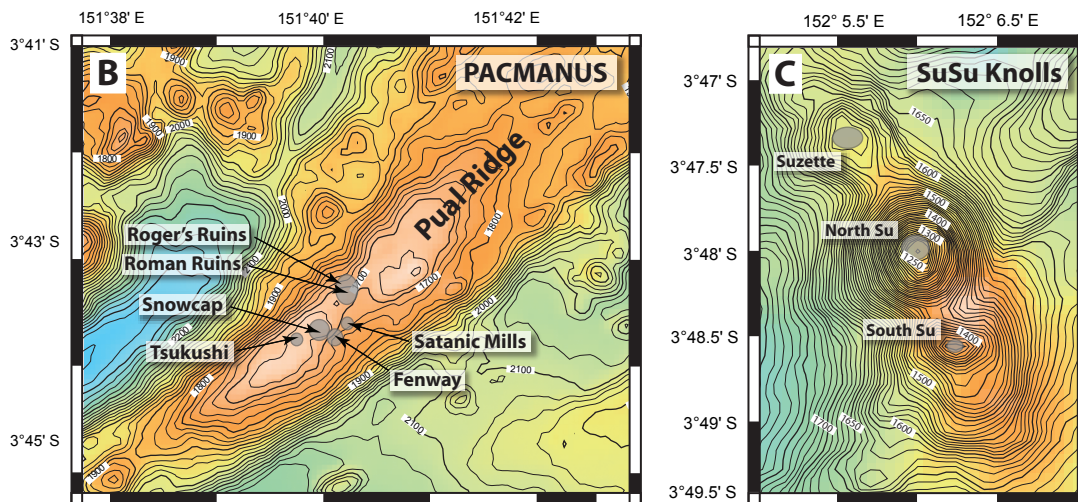 151°38' E
151°40' E
151°42' E
3°41' S
3°43' S
3°45' S
B
PACMANUS
Pual Ridge
Roger's Ruins
Roman Ruins
Snowcap
Tsukushi
Satanic Mills
Fenway
1900
2000
1900
1900
1800
2100
2000
1800
1700
1900
2000
2200
1800
1900
2100
2100
1900
152° 5.5' E
152° 6.5' E
3°47' S
3°47.5' S
3°48' S
3°48.5' S
3°49' S
3°49.5' S
C
SuSu Knolls
Suzette
North Su
South Su
1650
1600
1500
1400
1300
1250
1400
1500
1600
1650
1700